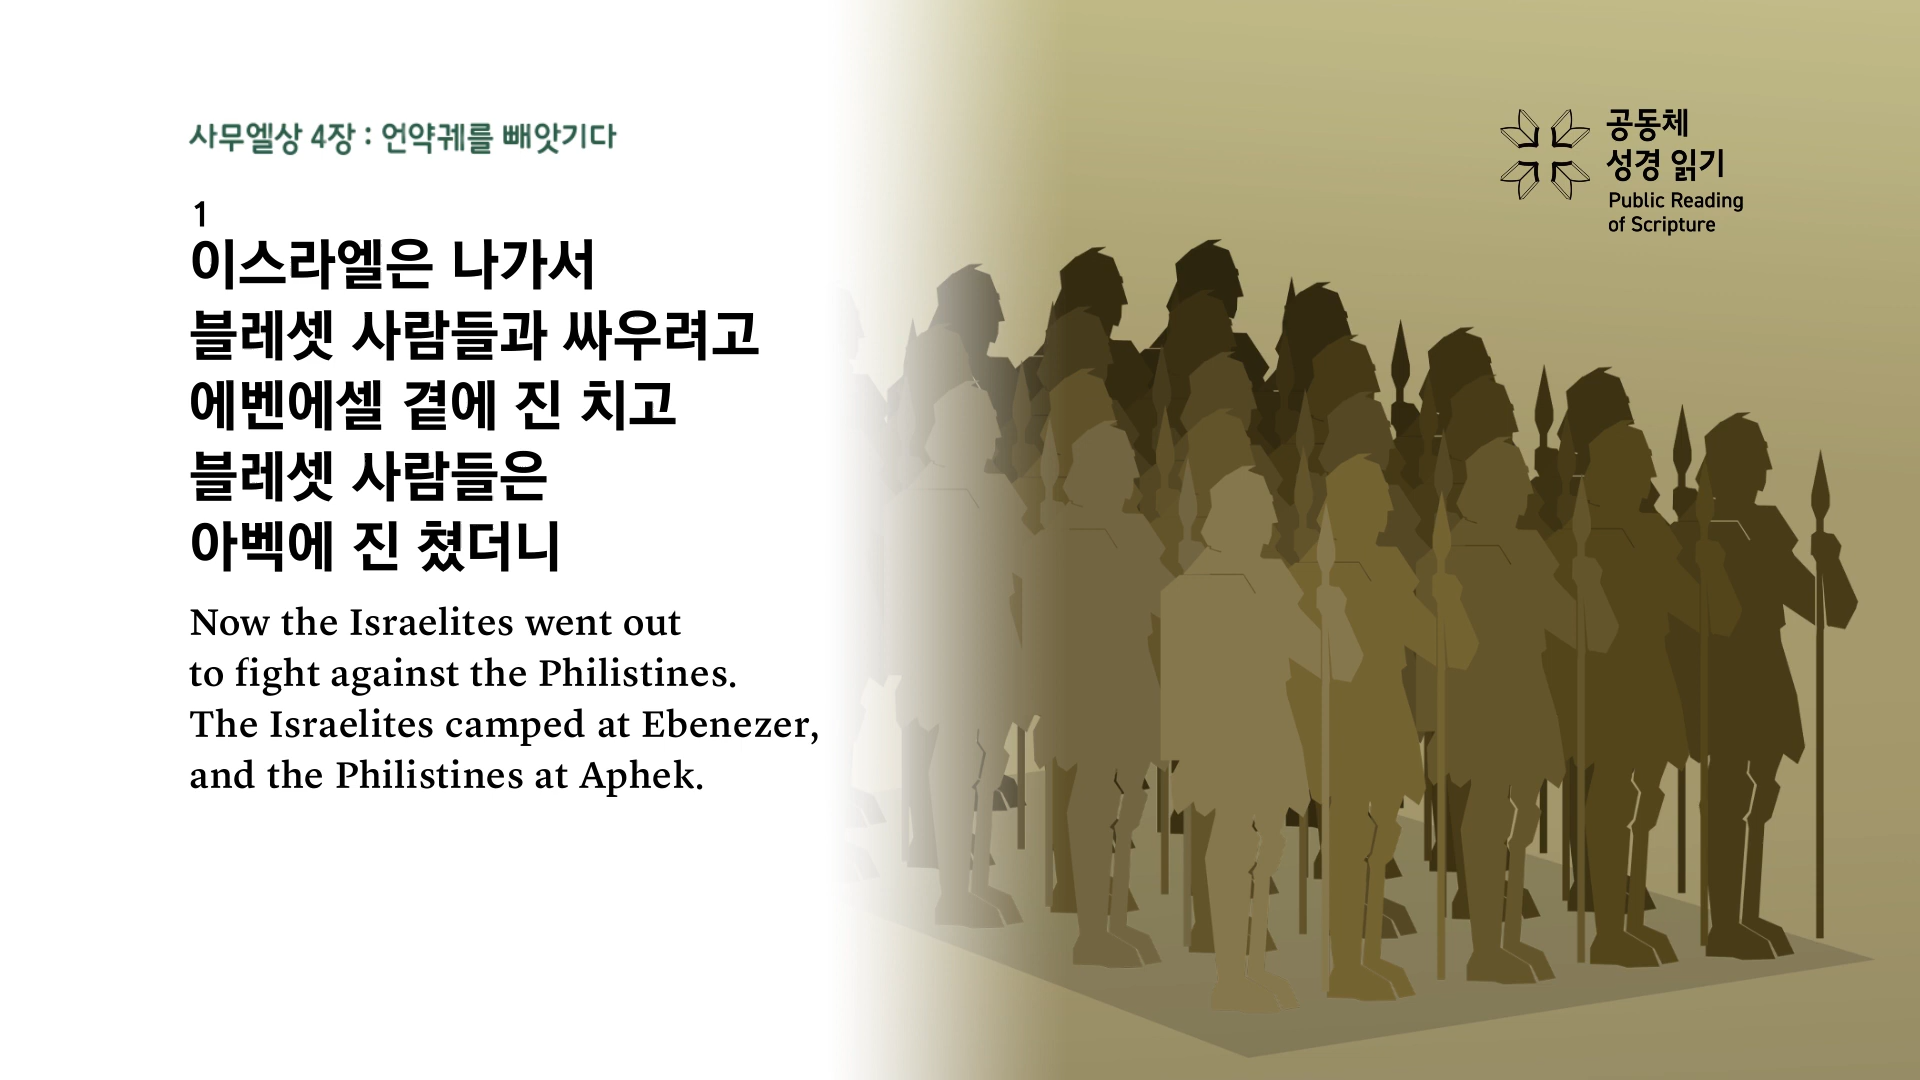 사무엘상 4장 : 언약궤를 빼앗기다
1
이스라엘은 나가서
블레셋 사람들과 싸우려고
에벤에셀 곁에 진 치고
블레셋 사람들은
아벡에 진 쳤더니
Now the Israelites went out
to fight against the Philistines.
The Israelites camped at Ebenezer,
and the Philistines at Aphek.
공동체
성경 읽기
Public Reading
of Scripture